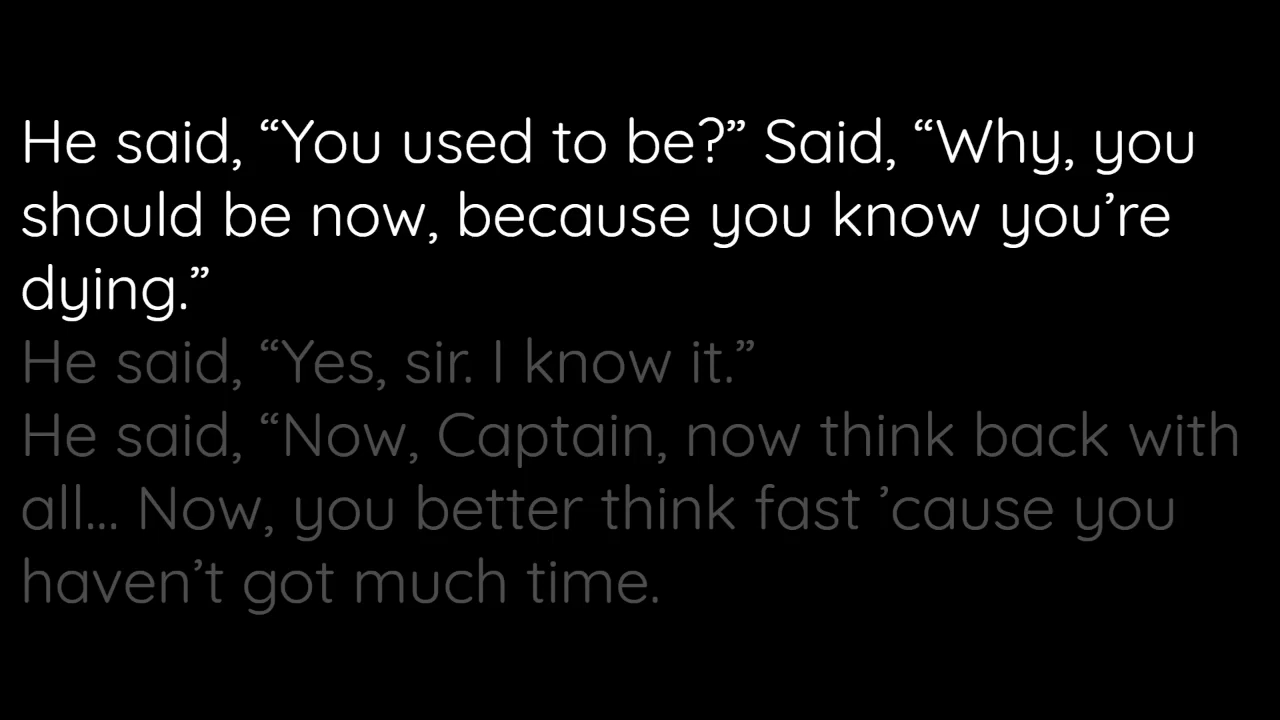 He said, “You used to be?” Said, “Why, you
should be now, because you know you’re
dying.”
He said, “Yes, sir. I know it.”
He said, “Now, Captain, now think back with
all... Now, you better think fast ’cause you
haven’t got much time.